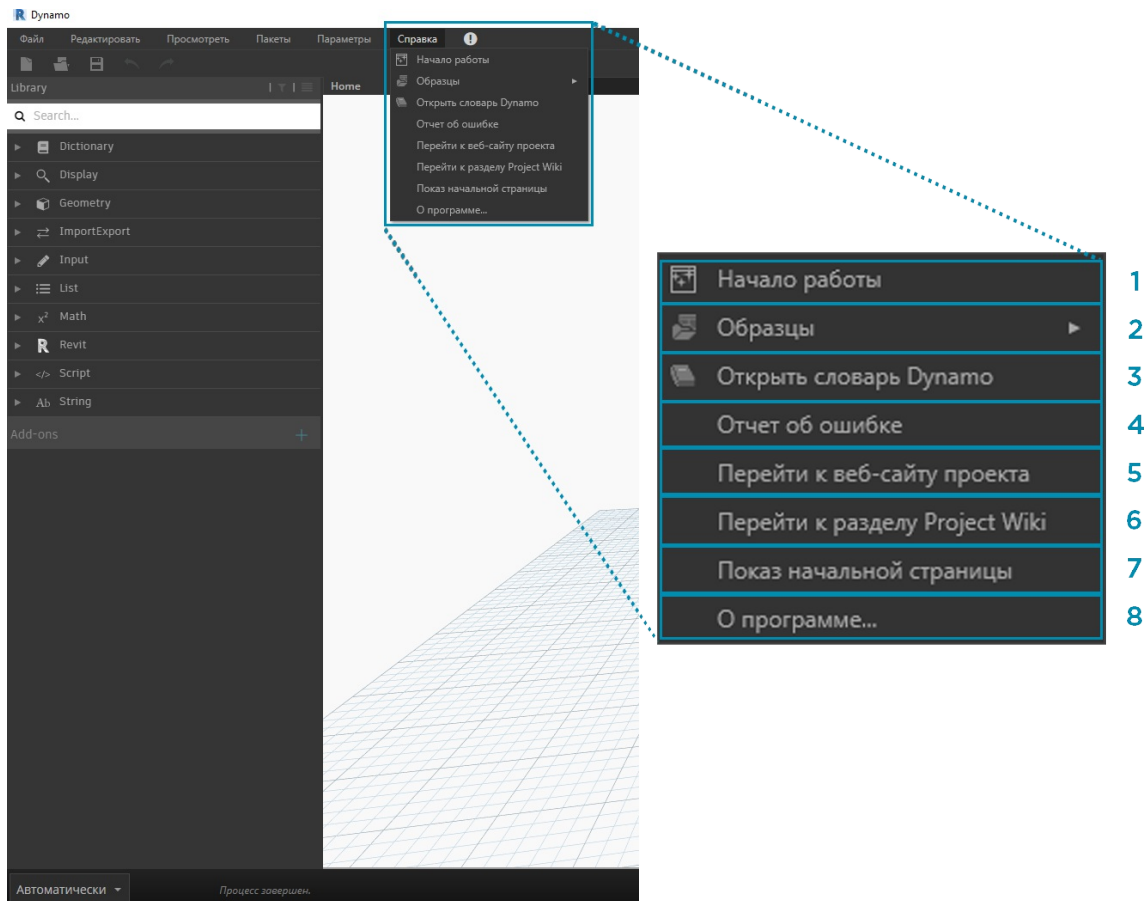 R Dynamo
Файл Редактировать Просмотреть Пакеты Параметры Справка !
Начало работы
Образцы
Открыть словарь Dynamo
Отчет об ошибке
Перейти к веб-сайту проекта
Перейти к разделу Project Wiki
Показ начальной страницы
О программе...
Library
Home
Search...
Dictionary
Display
Geometry
ImportExport
Input
List
x² Math
R Revit
</> Script
Ab String
Add-ons +
Начало работы 1
Образцы 2
Открыть словарь Dynamo 3
Отчет об ошибке 4
Перейти к веб-сайту проекта 5
Перейти к разделу Project Wiki 6
Показ начальной страницы 7
О программе... 8
Автоматически Процесс завершен.